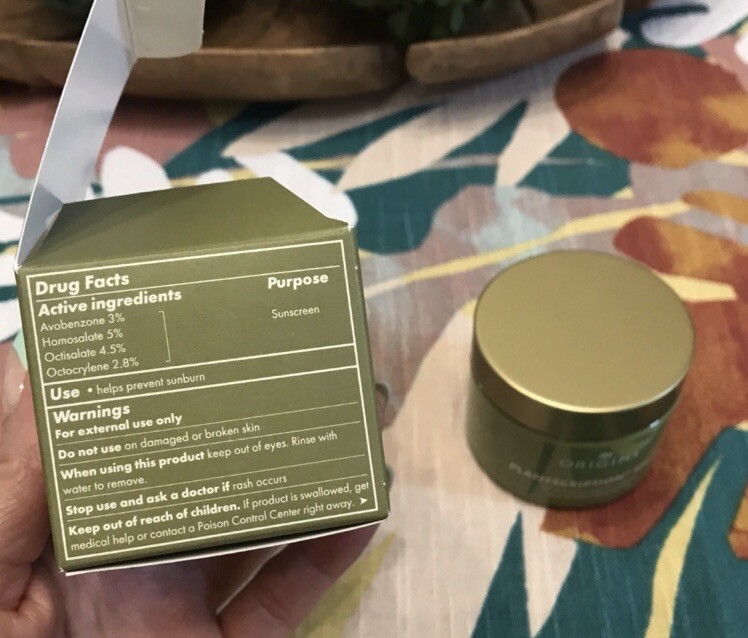 Drug Facts
Active ingredients Purpose
Avobenzone 3%
Homosalate 5% Sunscreen
Octisalate 4.5%
Octocrylene 2.8%
Use • helps prevent sunburn
Warnings
For external use only
Do not use on damaged or broken skin
When using this product keep out of eyes. Rinse with
water to remove.
Stop use and ask a doctor if rash occurs
Keep out of reach of children. If product is swallowed, get
medical help or contact a Poison Control Center right away. ➤
ORIGINS
PLANTSCRIPTION